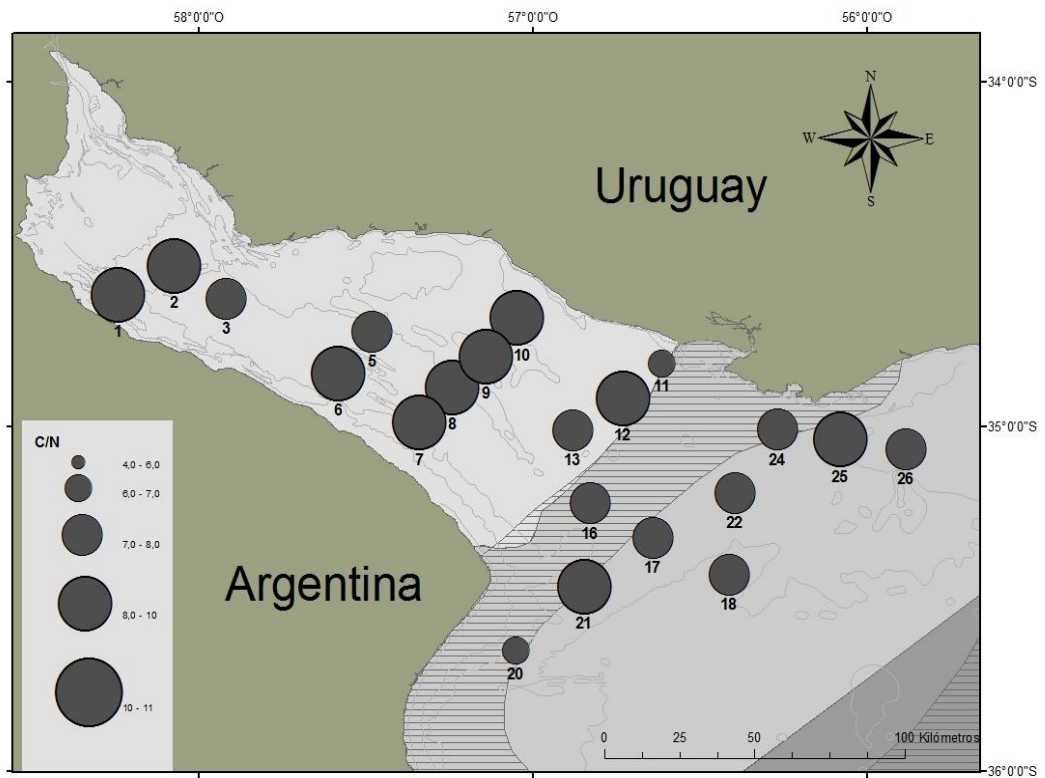 58°0'0"O 57°0'0"O 56°0'0"O
34°0'0"S
N
W E
S
Uruguay
1
2
3
5
6
7
8
9
10
11
12
13
35°0'0"S
C/N
4,0 - 6,0
6,0 - 7,0
7,0 - 8,0
8,0 - 10
10 - 11
Argentina
16
17
18
20
21
22
24
25
26
0 25 50 100 Kilómetros
36°0'0"S